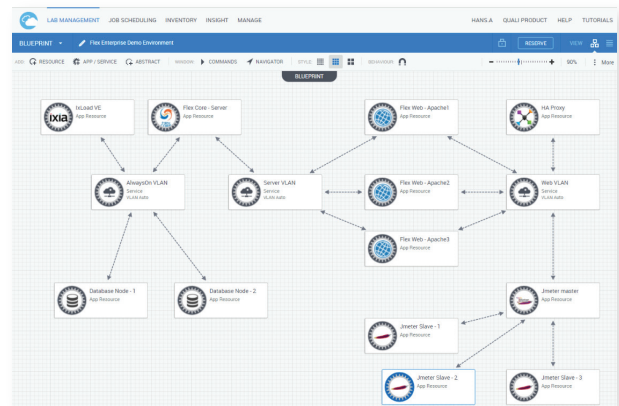 LAB MANAGEMENT JOB SCHEDULING INVENTORY INSIGHT MANAGE HANS.A QUALI PRODUCT HELP TUTORIALS
BLUEPRINT Flex Enterprise Demo Environment RESERVE VIEW
ADD: RESOURCE APP / SERVICE ABSTRACT WINDOW: COMMANDS NAVIGATOR STYLE: BEHAVIOUR: 90% More
BLUEPRINT
IxLoad VE
App Resource
ixia
Flex Core - Server
App Resource
Flex Web - Apache1
App Resource
HA Proxy
App Resource
AlwaysOn VLAN
Service
VLAN Auto
Server VLAN
Service
VLAN Auto
Flex Web - Apache2
App Resource
Web VLAN
Service
VLAN Auto
Flex Web - Apache3
App Resource
Database Node - 1
App Resource
Database Node - 2
App Resource
Jmeter master
App Resource
Jmeter Slave - 1
App Resource
Jmeter Slave - 2
App Resource
Jmeter Slave - 3
App Resource